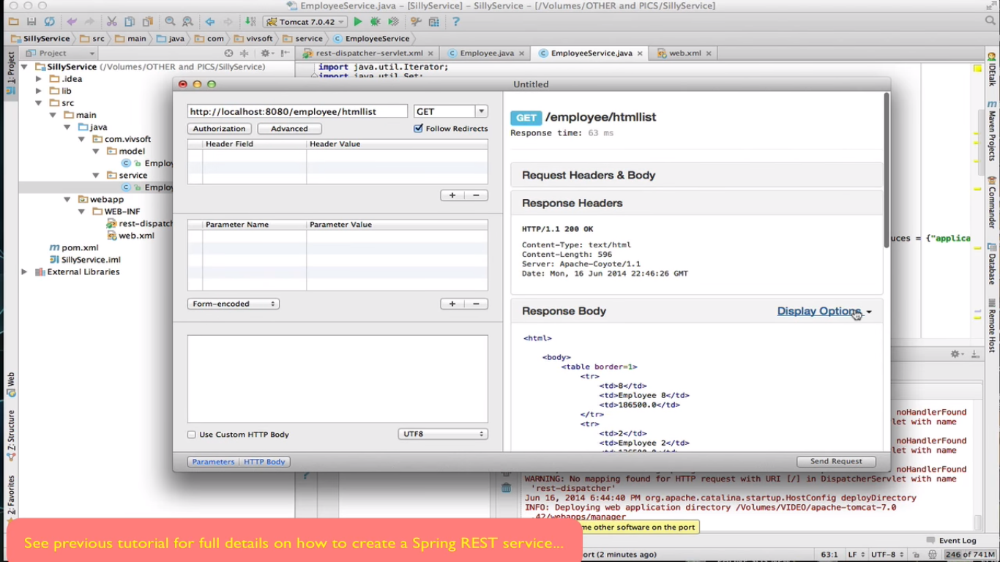 EmployeeService.java - [SillyService] - SillyService - [/Volumes/OTHER and PICS/SillyService]
Tomcat 7.0.42
SillyService src main java com vivsoft service EmployeeService
Project
rest-dispatcher-servlet.xml Employee.java EmployeeService.java web.xml
1: Project
SillyService (/Volumes/OTHER and PICS/SillyService)
.idea
lib
src
main
java
com.vivsoft
model
Employ
service
Employ
webapp
WEB-INF
rest-dispatc
web.xml
pom.xml
SillyService.iml
External Libraries
Web
Z: Structure
2: Favorites
import java.util.Iterator;
import java.util.Set;
Untitled
http://localhost:8080/employee/htmllist GET
Authorization Advanced Follow Redirects
Header Field Header Value
Parameter Name Parameter Value
Form-encoded
Use Custom HTTP Body UTF8
Parameters HTTP Body
GET /employee/htmllist
Response time: 63 ms
Request Headers & Body
Response Headers
HTTP/1.1 200 OK
Content-Type: text/html
Content-Length: 596
Server: Apache-Coyote/1.1
Date: Mon, 16 Jun 2014 22:46:26 GMT
Response Body Display Options
<html>
<body>
<table border=1>
<tr>
<td>8</td>
<td>Employee 8</td>
<td>186500.0</td>
</tr>
<tr>
<td>2</td>
<td>Employee 2</td>
Send Request
uces = {"applica
IDEtalk
Maven Projects
Commander
Database
Remote Host
noHandlerFound
let with name
noHandlerFound
let with name
noHandlerFound
WARNING: No mapping found for HTTP request with URI [/] in DispatcherServlet with name
'rest-dispatcher'
Jun 16, 2014 6:44:40 PM org.apache.catalina.startup.HostConfig deployDirectory
INFO: Deploying web application directory /Volumes/VIDEO/apache-tomcat-7.0
.42/webapps/manager
me other software on the port
See previous tutorial for full details on how to create a Spring REST service...
Event Log
ort (2 minutes ago) 63:1 LF UTF-8 246 of 741M